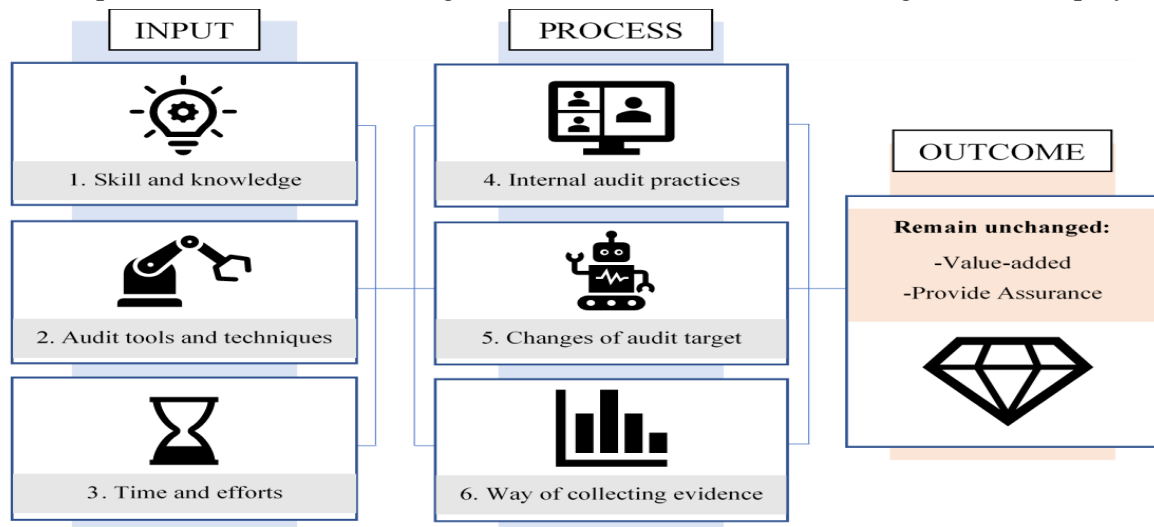 INPUT
1. Skill and knowledge
2. Audit tools and techniques
3. Time and efforts
PROCESS
4. Internal audit practices
5. Changes of audit target
6. Way of collecting evidence
OUTCOME
Remain unchanged:
-Value-added
-Provide Assurance